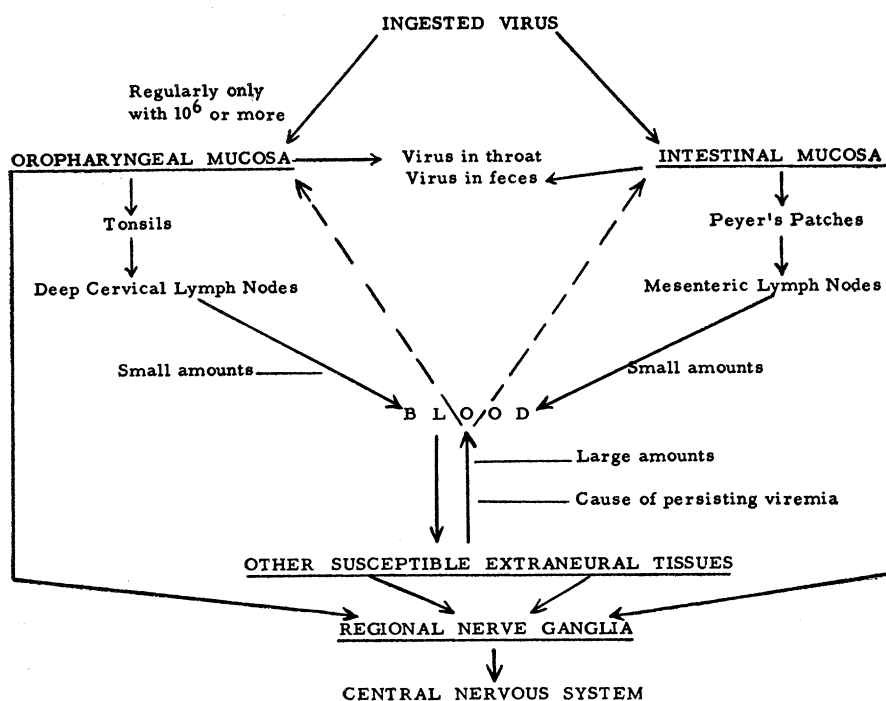 INGESTED VIRUS
Regularly only
with 10⁶ or more
OROPHARYNGEAL MUCOSA
Virus in throat
Virus in feces
INTESTINAL MUCOSA
Tonsils
Peyer's Patches
Deep Cervical Lymph Nodes
Mesenteric Lymph Nodes
Small amounts
Small amounts
B L O O D
Large amounts
Cause of persisting viremia
OTHER SUSCEPTIBLE EXTRANEURAL TISSUES
REGIONAL NERVE GANGLIA
CENTRAL NERVOUS SYSTEM